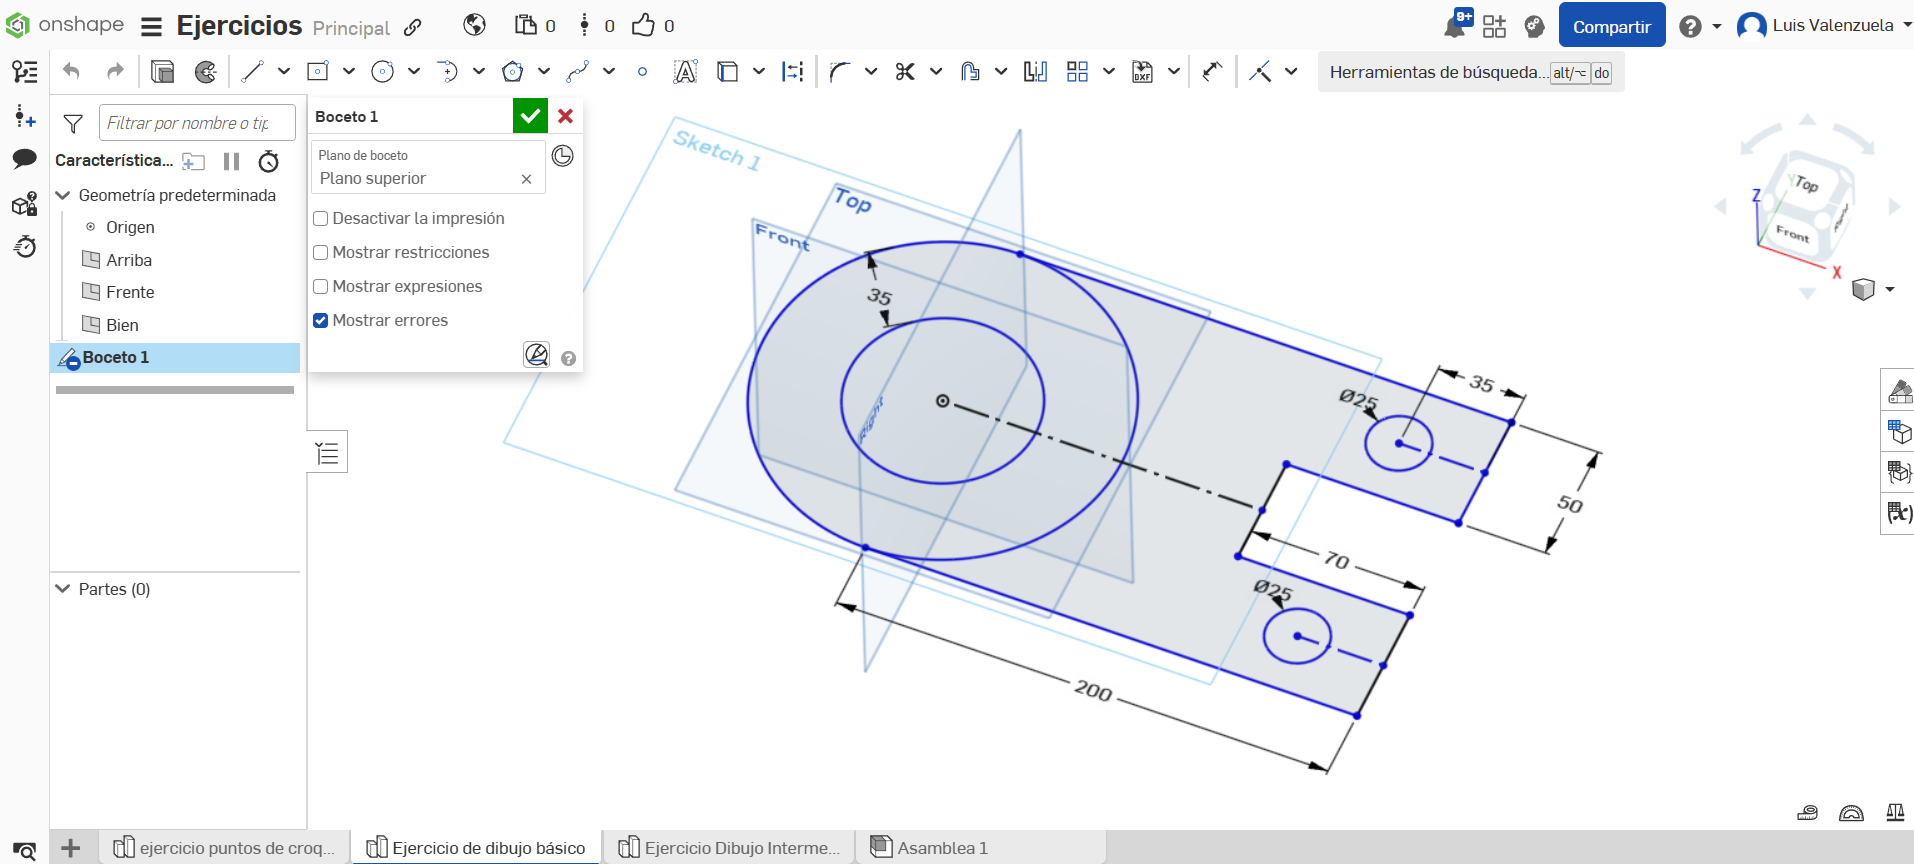 onshape
Ejercicios Principal
0 0 0
9+
Compartir
Luis Valenzuela
Herramientas de búsqueda... alt/⌥ do
Filtrar por nombre o tip
Característica...
Geometría predeterminada
Origen
Arriba
Frente
Bien
Boceto 1
Partes (0)
Boceto 1
Plano de boceto
Plano superior
Desactivar la impresión
Mostrar restricciones
Mostrar expresiones
Mostrar errores
Sketch 1
Top
Front
Right
35
Ø25
35
50
70
Ø25
200
Top
Front
Z
Y
X
ejercicio puntos de croq...
Ejercicio de dibujo básico
Ejercicio Dibujo Interme...
Asamblea 1